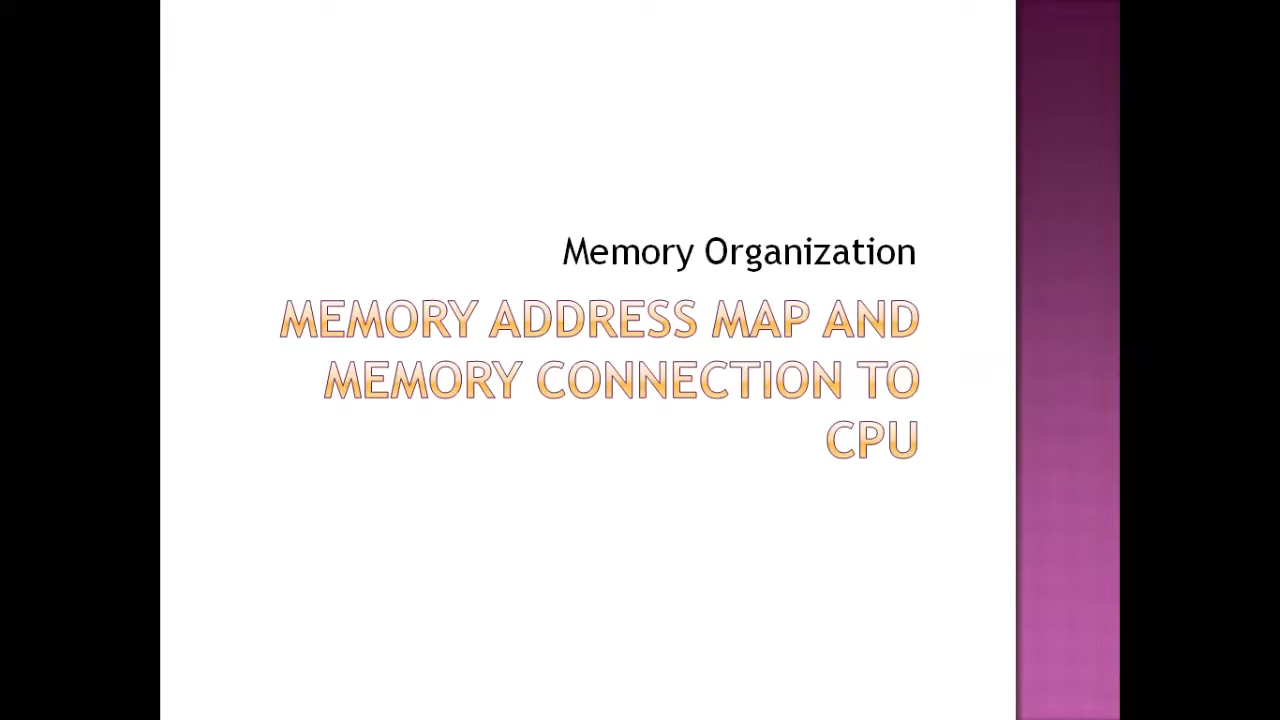 Memory Organization
MEMORY ADDRESS MAP AND
MEMORY CONNECTION TO
CPU